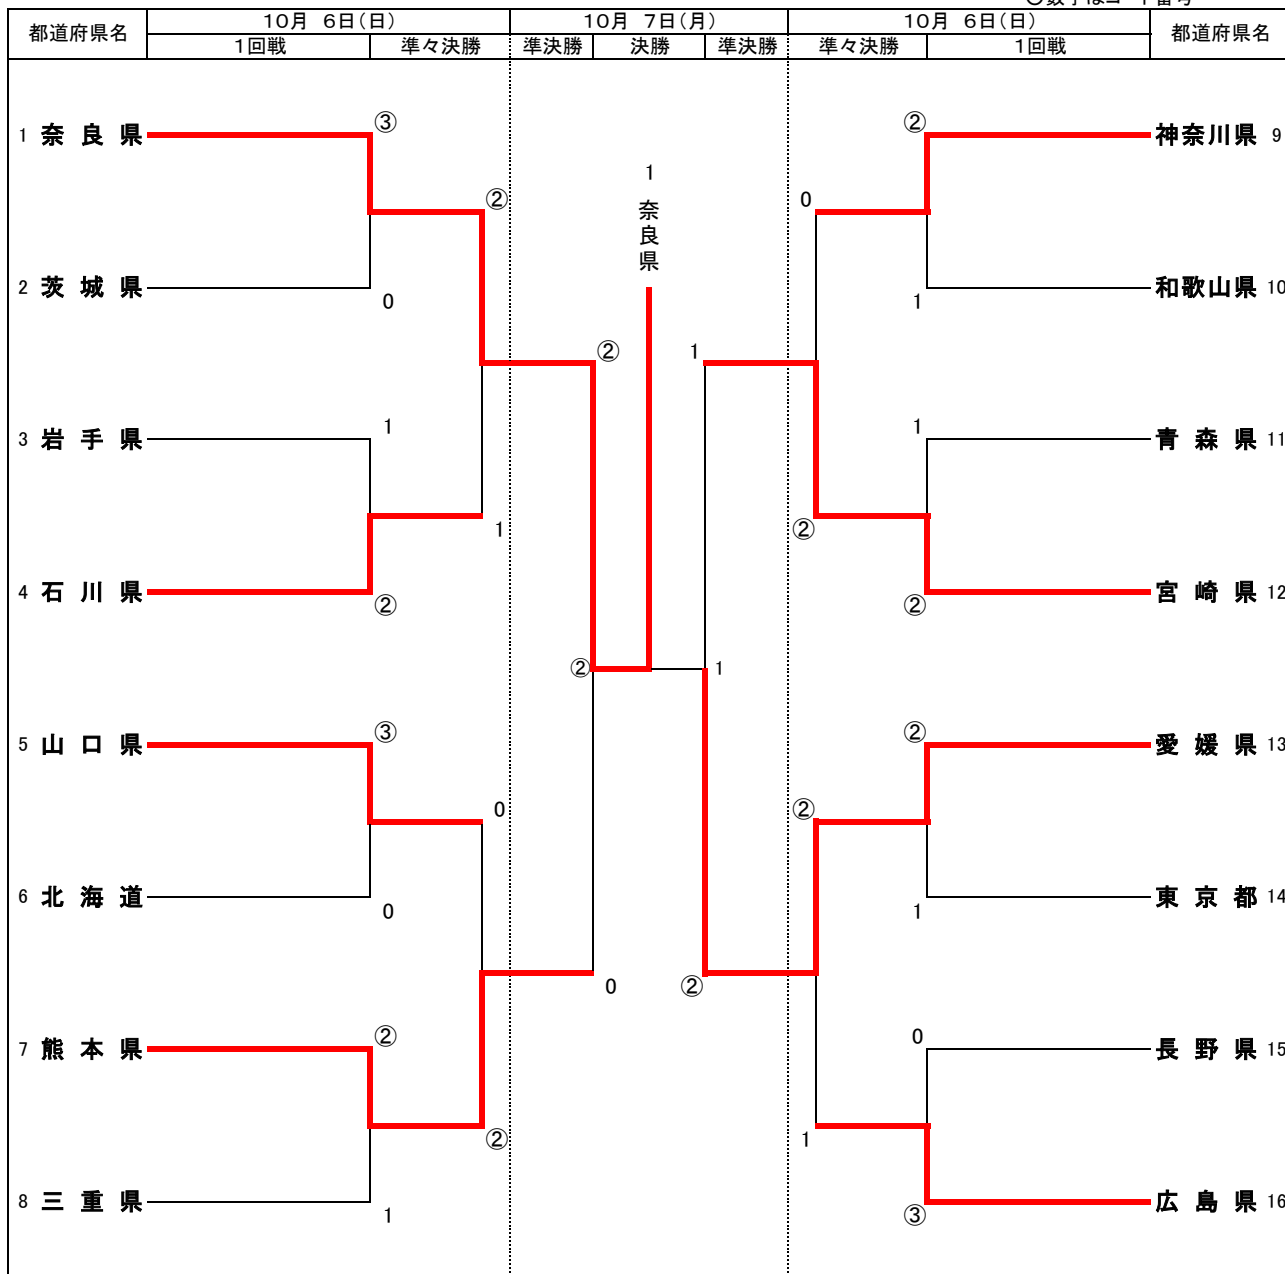 都道府県名 10月 6日(日) 10月 7日(月) 10月 6日(日) 都道府県名
1回戦 準々決勝 準決勝 決勝 準決勝 準々決勝 1回戦
1 奈良県 ③ ② 神奈川県 9
1
② 0
奈良県
2 茨城県 0 1 和歌山県 10
② 1
3 岩手県 1 1 青森県 11
1 ②
4 石川県 ② ② 宮崎県 12
② 1
5 山口県 ③ ② 愛媛県 13
0 ②
6 北海道 0 1 東京都 14
0 ②
7 熊本県 ② 0 長野県 15
② 1
8 三重県 1 ③ 広島県 16